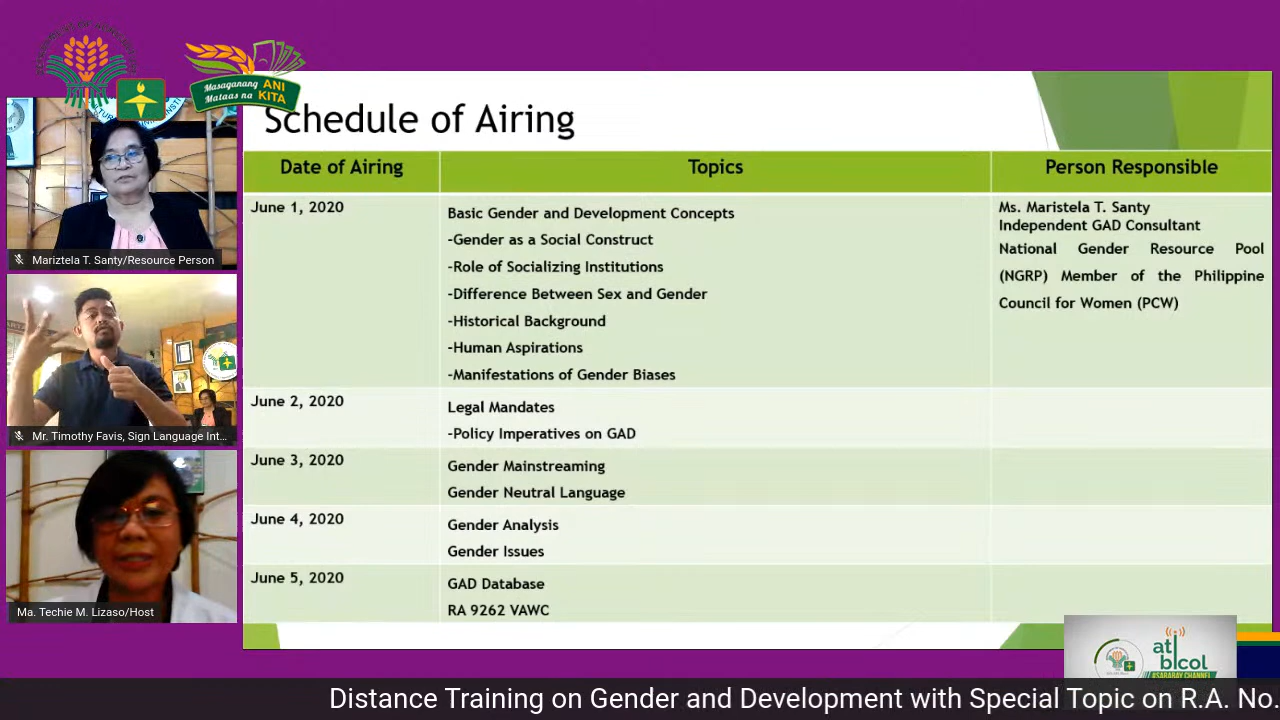 Masaganang ANI
Mataas na KITA
Schedule of Airing
Date of Airing
Topics
Person Responsible
June 1, 2020
Basic Gender and Development Concepts
-Gender as a Social Construct
-Role of Socializing Institutions
-Difference Between Sex and Gender
-Historical Background
-Human Aspirations
-Manifestations of Gender Biases
Ms. Maristela T. Santy
Independent GAD Consultant
National Gender Resource Pool
(NGRP) Member of the Philippine
Council for Women (PCW)
June 2, 2020
Legal Mandates
-Policy Imperatives on GAD
June 3, 2020
Gender Mainstreaming
Gender Neutral Language
June 4, 2020
Gender Analysis
Gender Issues
June 5, 2020
GAD Database
RA 9262 VAWC
Mariztela T. Santy/Resource Person
Mr. Timothy Favis, Sign Language Int...
Ma. Techie M. Lizaso/Host
ati
bicol
#SARABAY CHANNEL
Distance Training on Gender and Development with Special Topic on R.A. No.